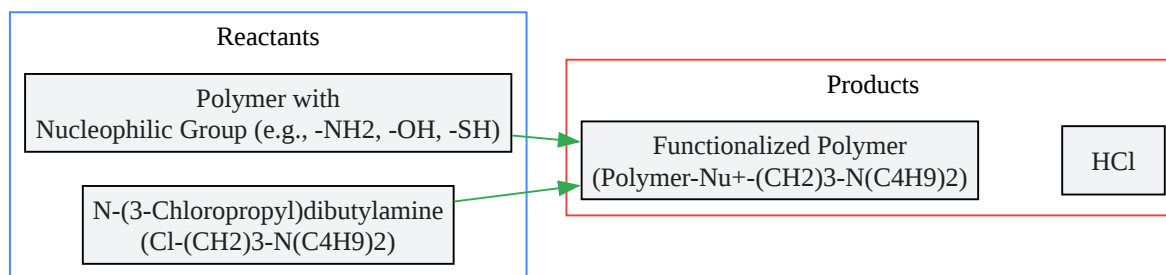 Reactants
Polymer with
Nucleophilic Group (e.g., -NH2, -OH, -SH)
N-(3-Chloropropyl)dibutylamine
(Cl-(CH2)3-N(C4H9)2)
Products
Functionalized Polymer
(Polymer-Nu+-(CH2)3-N(C4H9)2)
HCl